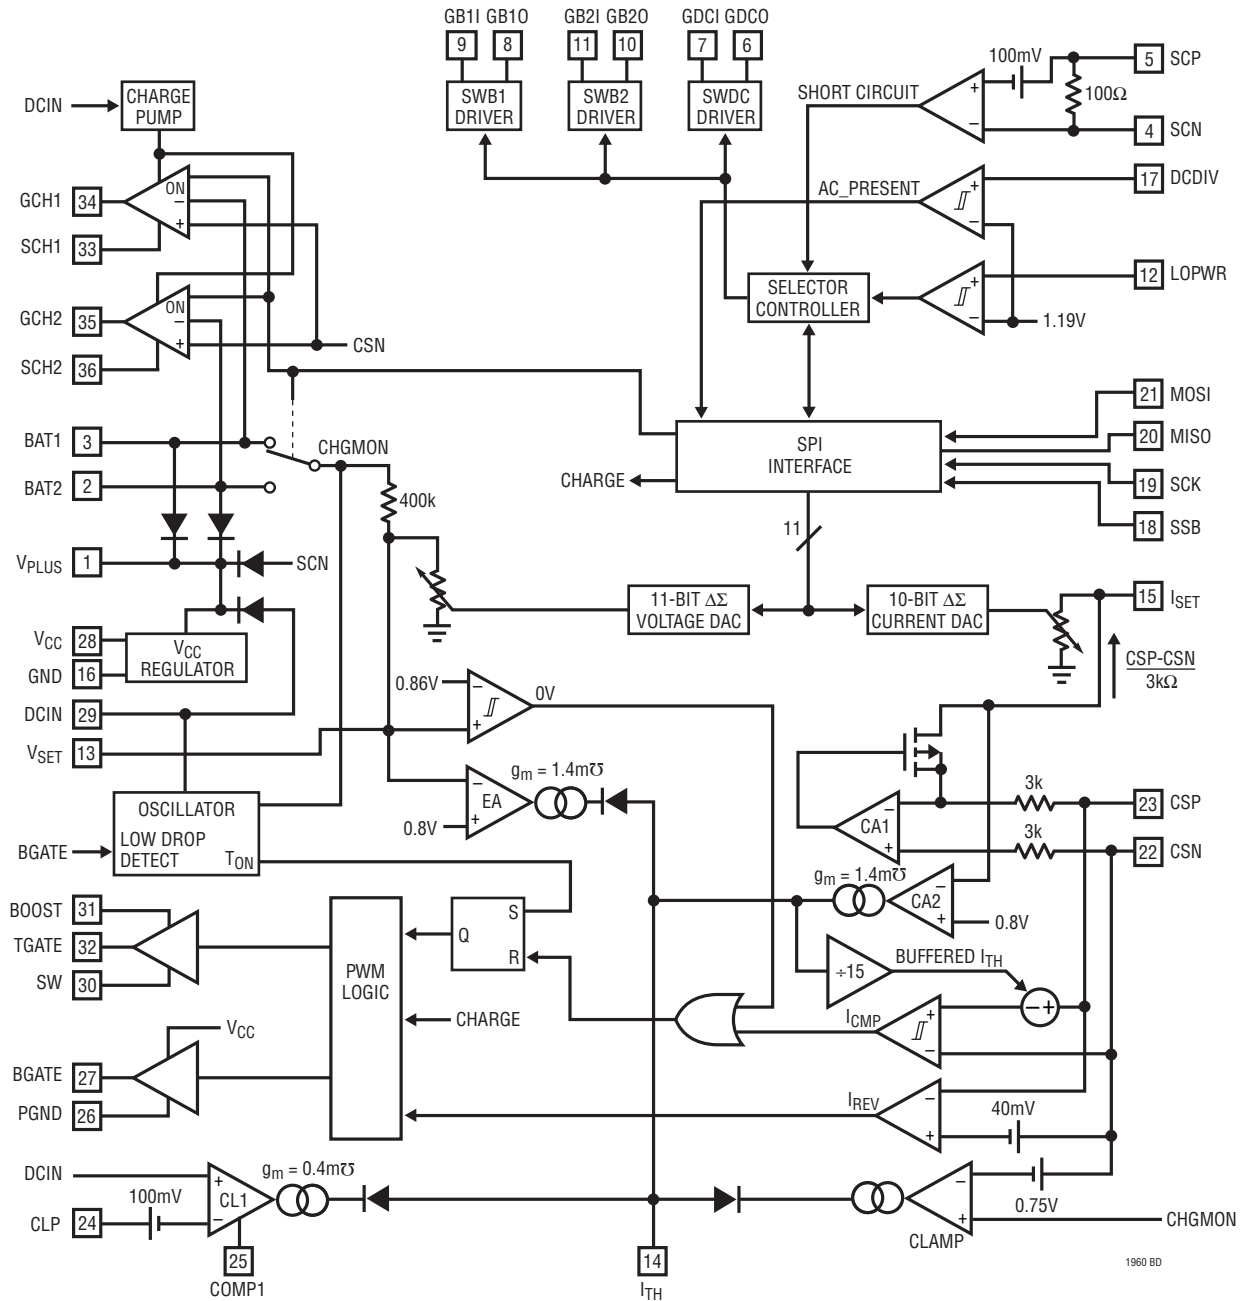 GB1I GB1O GB2I GB2O GDCI GDCO
9 8 11 10 7 6
SWB1 DRIVER
SWB2 DRIVER
SWDC DRIVER
DCIN
CHARGE PUMP
100mV
5 SCP
100Ω
SHORT CIRCUIT
+
−
4 SCN
GCH1 34
ON
−
+
SCH1 33
AC_PRESENT
+
−
17 DCDIV
12 LOPWR
SELECTOR CONTROLLER
+
−
1.19V
GCH2 35
ON
−
+
CSN
SCH2 36
BAT1 3
BAT2 2
CHGMON
SPI INTERFACE
21 MOSI
20 MISO
19 SCK
18 SSB
CHARGE
400k
11
VPLUS 1
SCN
11-BIT ΔΣ VOLTAGE DAC
10-BIT ΔΣ CURRENT DAC
15 ISET
CSP-CSN
3kΩ
VCC 28
GND 16
VCC REGULATOR
DCIN 29
VSET 13
0.86V
−
+
0V
gm = 1.4m℧
−
EA
+
0.8V
OSCILLATOR
LOW DROP DETECT
TON
BGATE
3k
23 CSP
−
CA1
+
3k
22 CSN
gm = 1.4m℧
−
CA2
+
0.8V
BOOST 31
TGATE 32
SW 30
PWM LOGIC
S
Q
R
÷15
BUFFERED ITH
−+
CHARGE
ICMP
+
−
VCC
BGATE 27
PGND 26
IREV
−
+
40mV
DCIN
100mV
CLP 24
+
CL1
−
gm = 0.4m℧
25
COMP1
14
ITH
−
+
CLAMP
0.75V
CHGMON
1960 BD